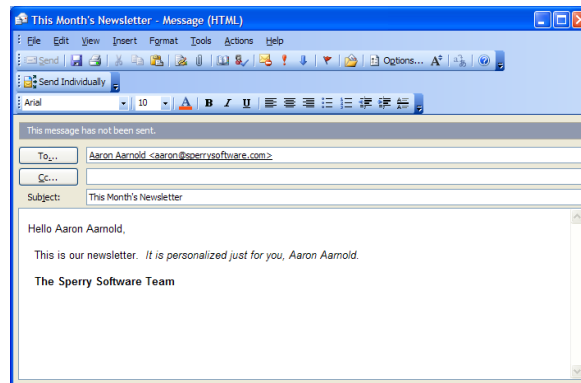 This Month's Newsletter - Message (HTML)
File Edit View Insert Format Tools Actions Help
Send Options...
Send Individually
Arial 10 A B I U
This message has not been sent.
To... Aaron Aarnold <aaron@sperrysoftware.com>
Cc...
Subject: This Month's Newsletter
Hello Aaron Aarnold,
This is our newsletter. It is personalized just for you, Aaron Aarnold.
The Sperry Software Team